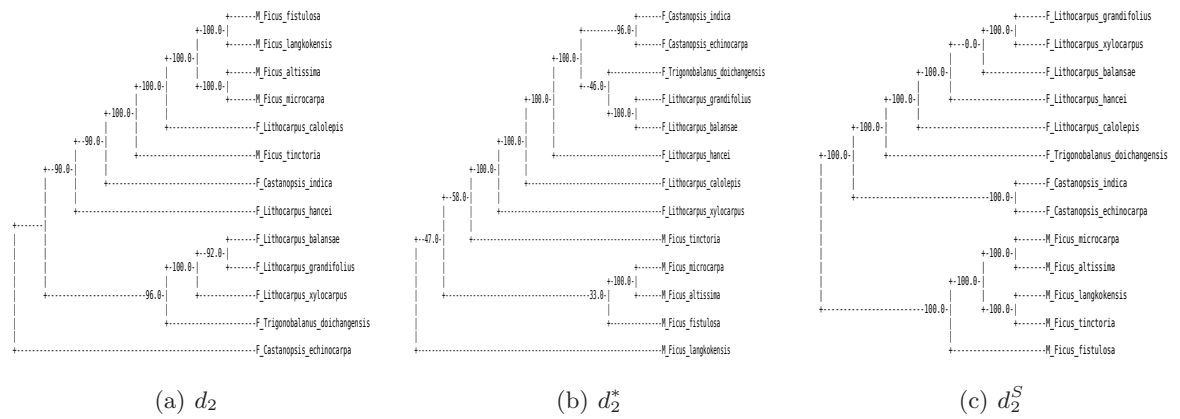 M_Ficus_fistulosa
-100.0-
M_Ficus_langkokensis
-100.0-
M_Ficus_altissima
-100.0-
M_Ficus_microcarpa
-100.0-
F_Lithocarpus_calolepis
-100.0-
M_Ficus_tinctoria
-90.0-
F_Castanopsis_indica
-90.0-
F_Lithocarpus_hancei
F_Lithocarpus_balansae
-92.0-
F_Lithocarpus_grandifolius
-100.0-
F_Lithocarpus_xylocarpus
96.0-
F_Trigonobalanus_doichangensis
F_Castanopsis_echinocarpa
(a) d2
F_Castanopsis_indica
96.0-
F_Castanopsis_echinocarpa
-100.0-
F_Trigonobalanus_doichangensis
-46.0-
F_Lithocarpus_grandifolius
-100.0-
F_Lithocarpus_balansae
-100.0-
F_Lithocarpus_hancei
-100.0-
F_Lithocarpus_calolepis
-58.0-
F_Lithocarpus_xylocarpus
-47.0-
M_Ficus_tinctoria
M_Ficus_microcarpa
-100.0-
M_Ficus_altissima
33.0-
M_Ficus_fistulosa
M_Ficus_langkokensis
(b) d2*
F_Lithocarpus_grandifolius
-100.0-
F_Lithocarpus_xylocarpus
-0.0-
F_Lithocarpus_balansae
-100.0-
F_Lithocarpus_hancei
-100.0-
F_Lithocarpus_calolepis
-100.0-
F_Trigonobalanus_doichangensis
-100.0-
F_Castanopsis_indica
100.0-
F_Castanopsis_echinocarpa
M_Ficus_microcarpa
-100.0-
M_Ficus_altissima
-100.0-
M_Ficus_langkokensis
-100.0-
M_Ficus_tinctoria
100.0-
M_Ficus_fistulosa
(c) d2S